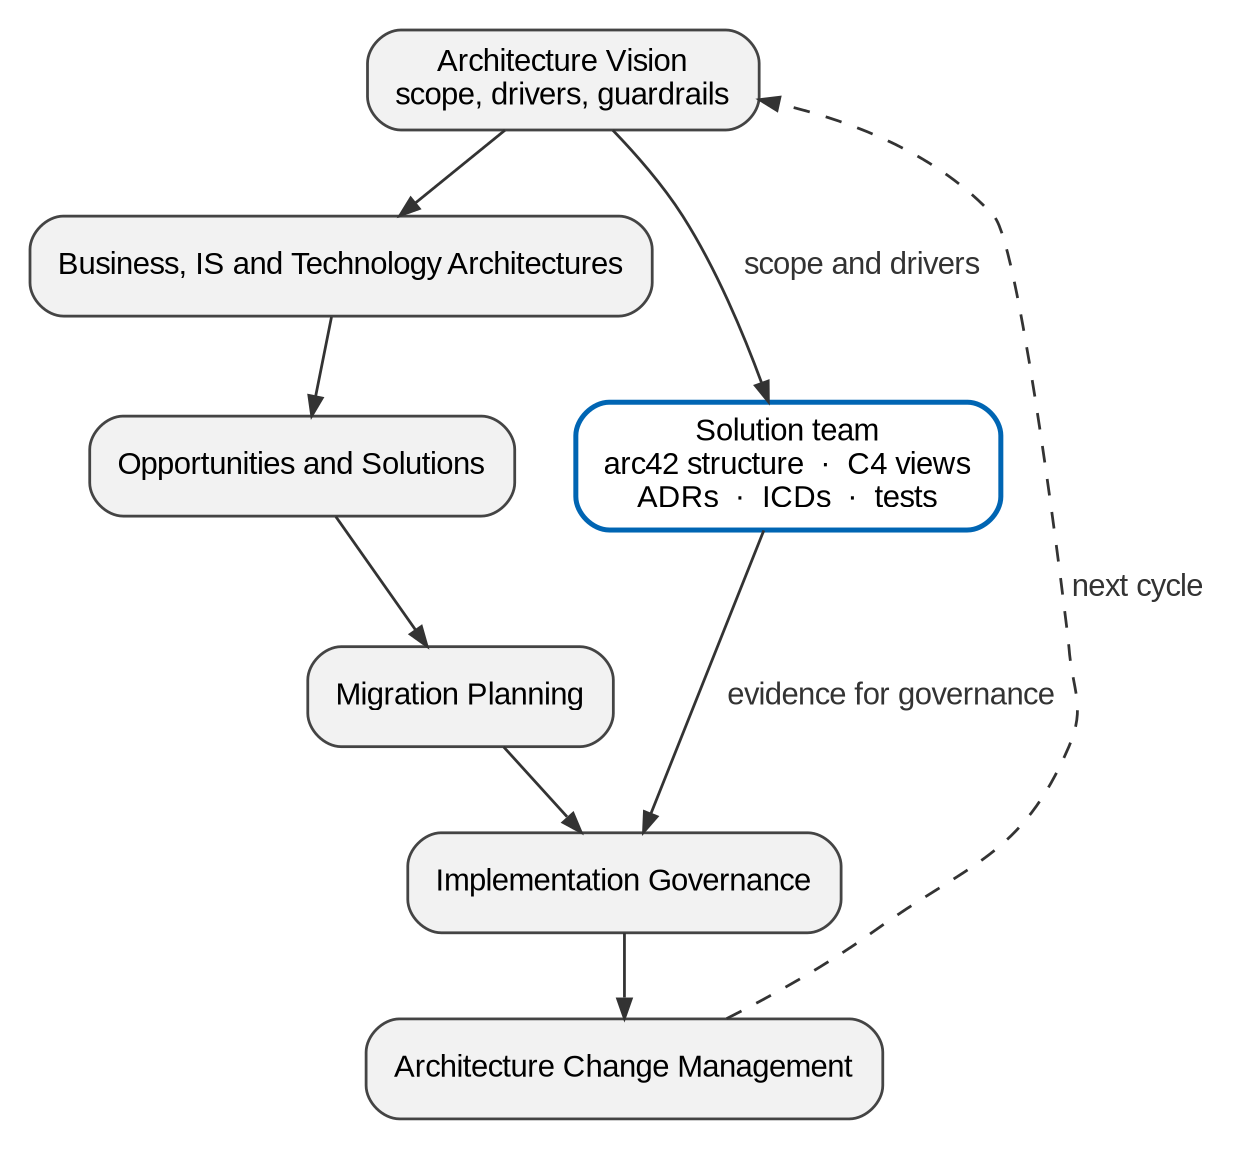 Architecture Vision
scope, drivers, guardrails
Business, IS and Technology Architectures
scope and drivers
Opportunities and Solutions
Solution team
arc42 structure · C4 views
ADRs · ICDs · tests
next cycle
Migration Planning
evidence for governance
Implementation Governance
Architecture Change Management